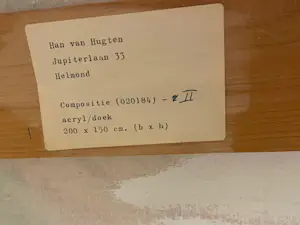 Han van Hugten
Jupiterlaan 33
Helmond
Compositie (020184) - II
acryl/doek
200 x 150 cm. (b x h)